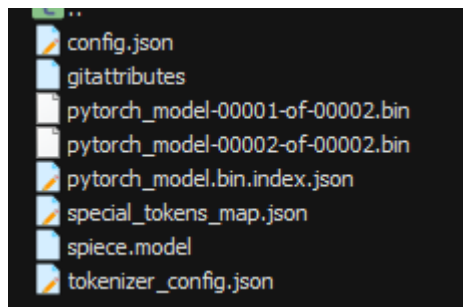 ..
config.json
gitattributes
pytorch_model-00001-of-00002.bin
pytorch_model-00002-of-00002.bin
pytorch_model.bin.index.json
special_tokens_map.json
spiece.model
tokenizer_config.json